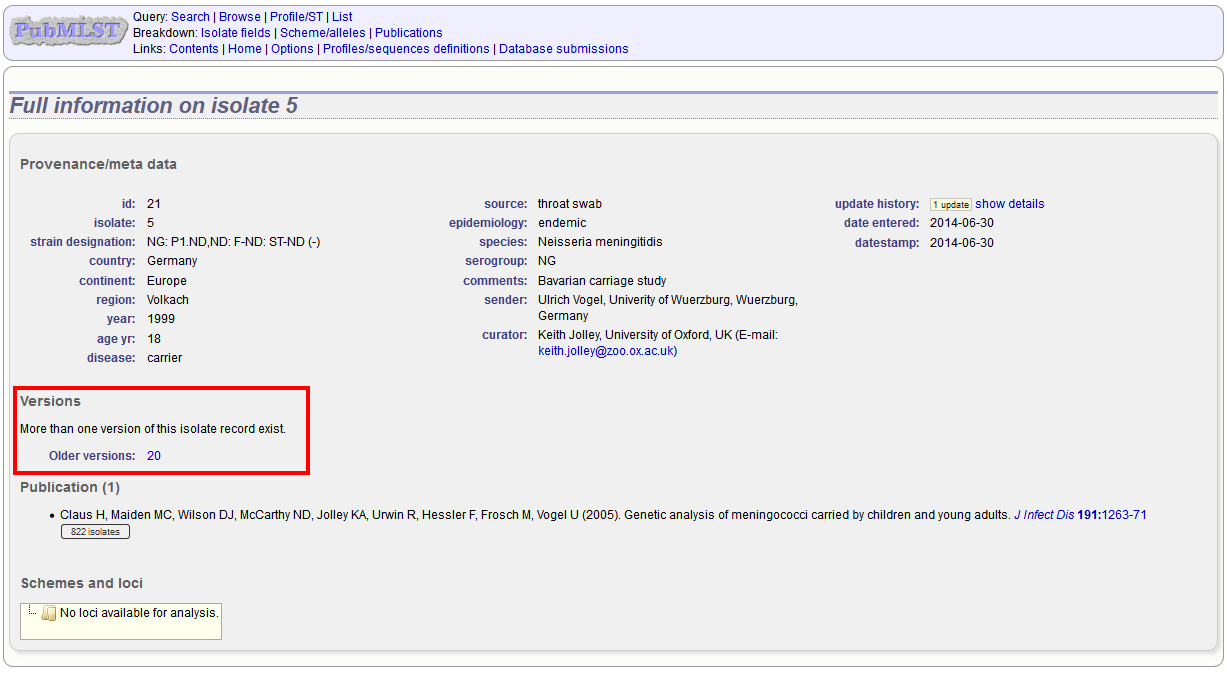 PubMLST
Query: Search | Browse | Profile/ST | List
Breakdown: Isolate fields | Scheme/alleles | Publications
Links: Contents | Home | Options | Profiles/sequences definitions | Database submissions
Full information on isolate 5
Provenance/meta data
id: 21
isolate: 5
strain designation: NG: P1.ND,ND: F-ND: ST-ND (-)
country: Germany
continent: Europe
region: Volkach
year: 1999
age yr: 18
disease: carrier
source: throat swab
epidemiology: endemic
species: Neisseria meningitidis
serogroup: NG
comments: Bavarian carriage study
sender: Ulrich Vogel, Univerity of Wuerzburg, Wuerzburg,
Germany
curator: Keith Jolley, University of Oxford, UK (E-mail:
keith.jolley@zoo.ox.ac.uk)
update history: 1 update show details
date entered: 2014-06-30
datestamp: 2014-06-30
Versions
More than one version of this isolate record exist.
Older versions: 20
Publication (1)
• Claus H, Maiden MC, Wilson DJ, McCarthy ND, Jolley KA, Urwin R, Hessler F, Frosch M, Vogel U (2005). Genetic analysis of meningococci carried by children and young adults. J Infect Dis 191:1263-71
822 isolates
Schemes and loci
No loci available for analysis.